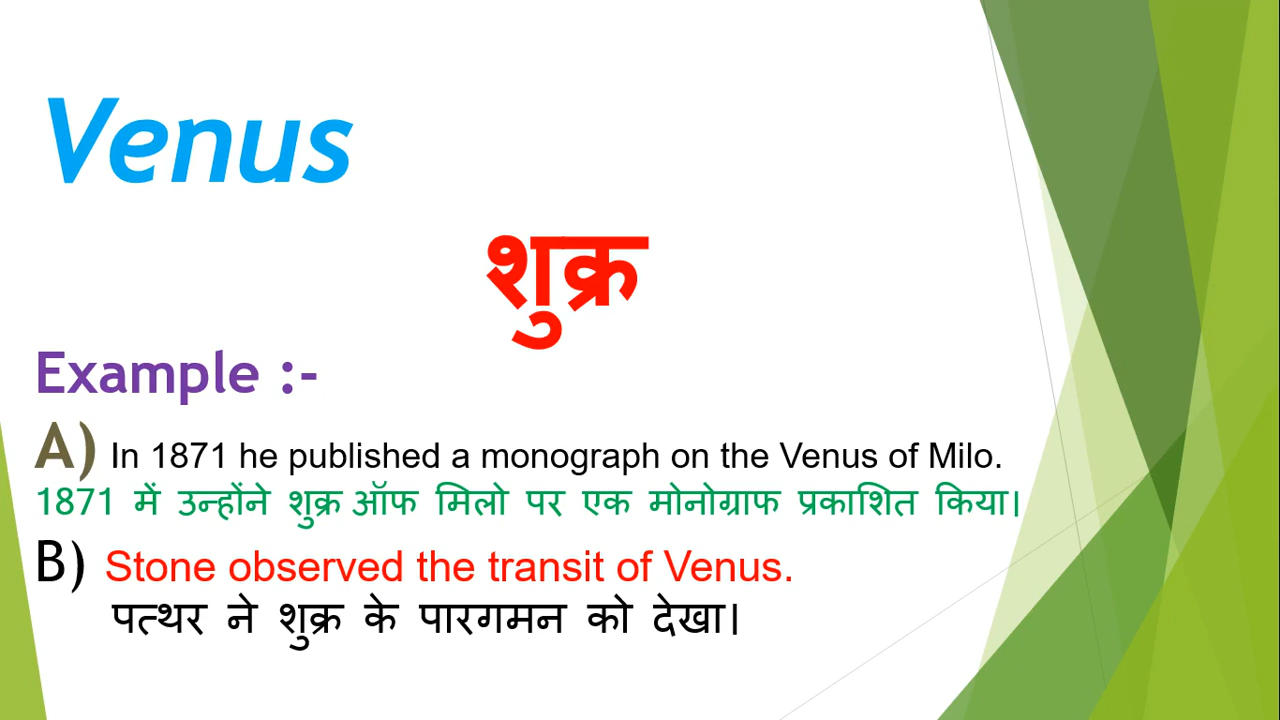 Venus
शुक्र
Example :-
A) In 1871 he published a monograph on the Venus of Milo.
1871 में उन्होंने शुक्र ऑफ मिलो पर एक मोनोग्राफ प्रकाशित किया।
B) Stone observed the transit of Venus.
पत्थर ने शुक्र के पारगमन को देखा।